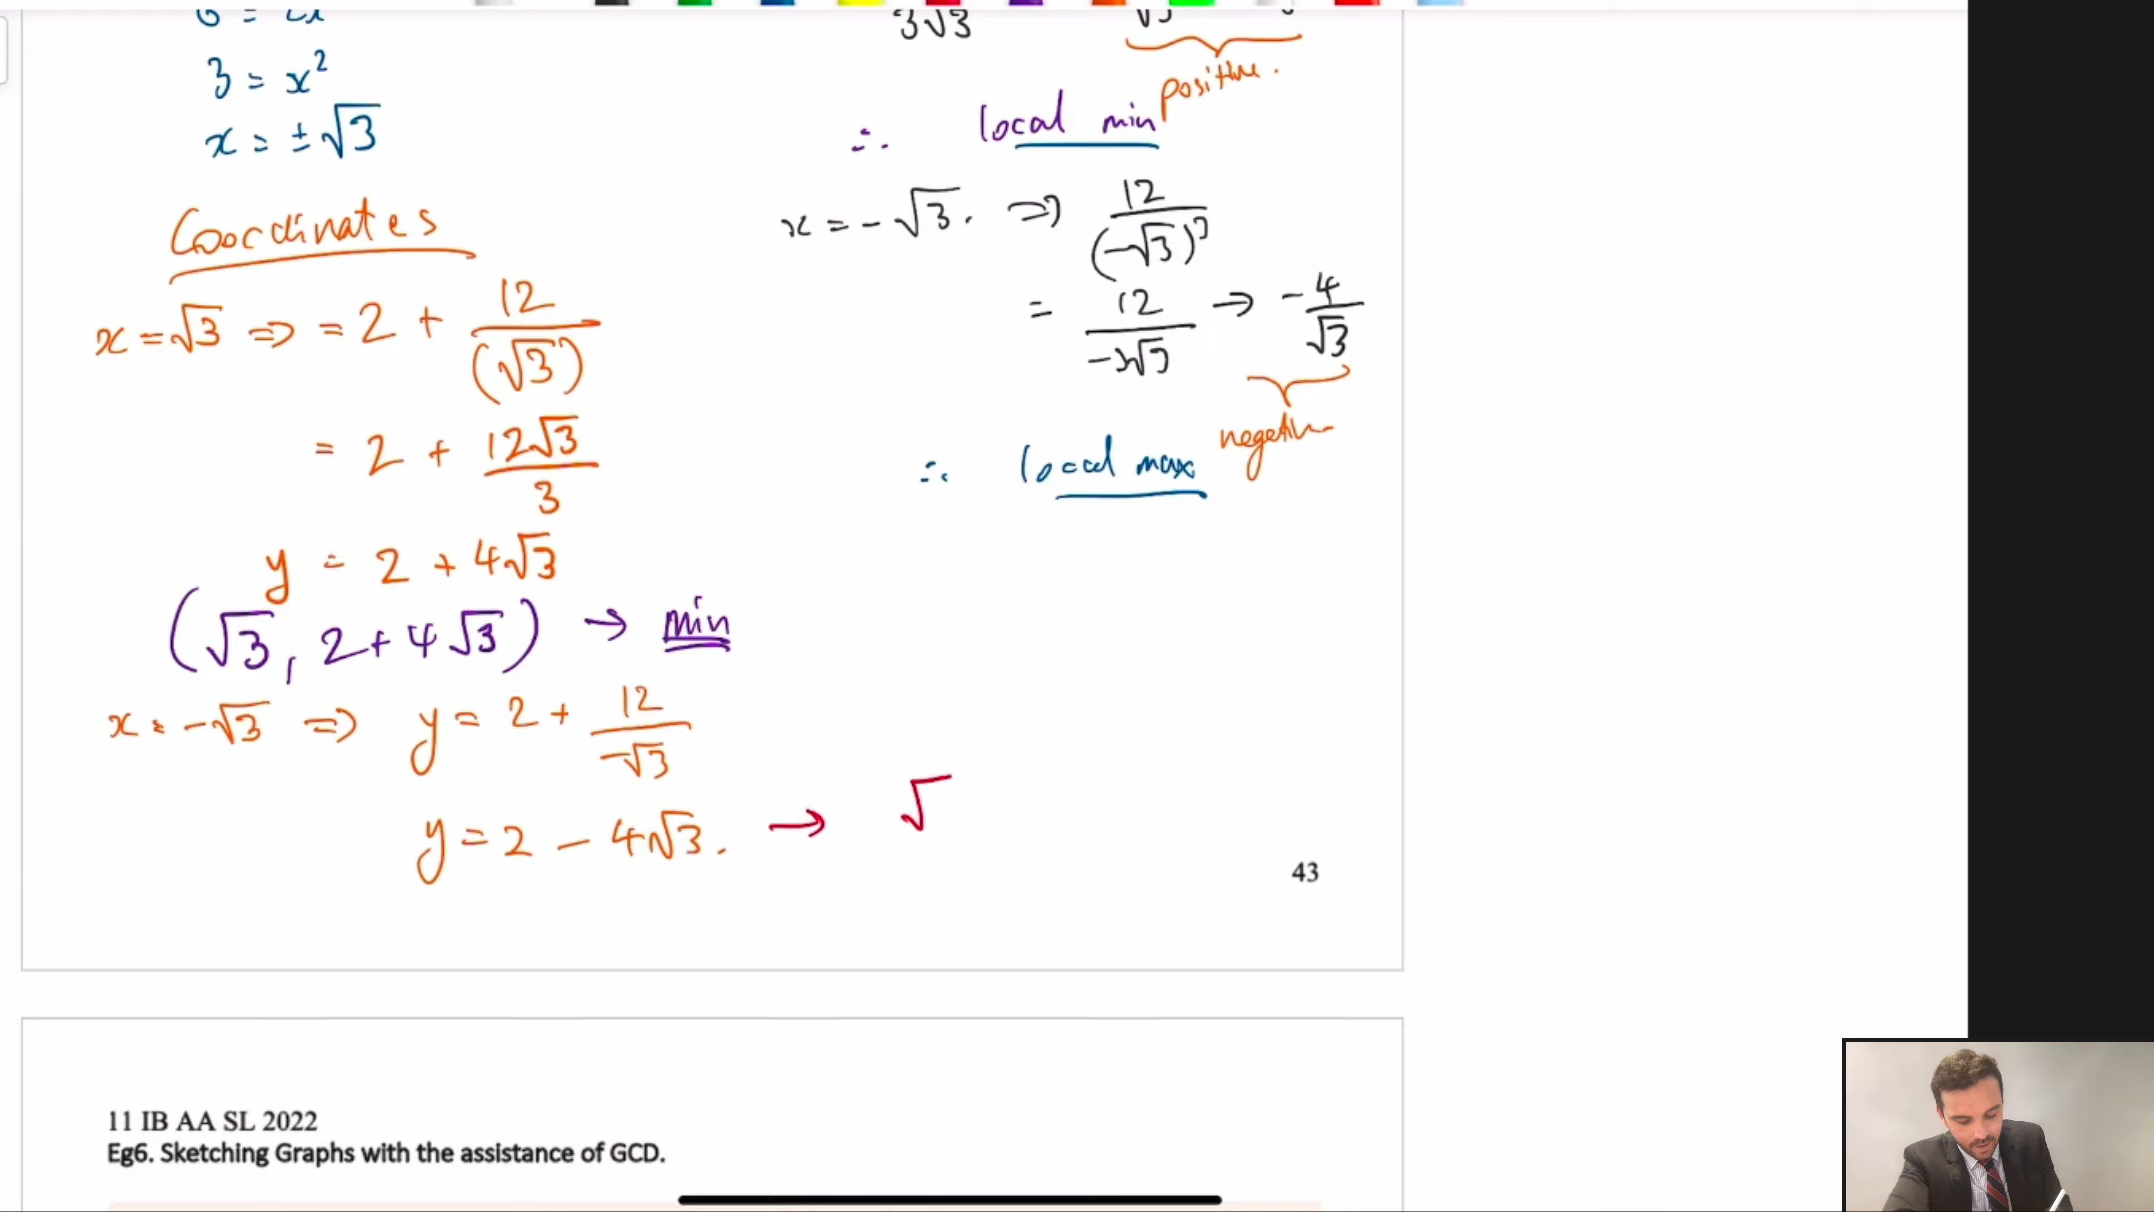 3 = x²
x = ±√3
Coordinates
x = √3 ⇒ = 2 + 12/(√3)
= 2 + 12√3/3
y = 2 + 4√3
(√3, 2+4√3) → min
x = -√3 ⇒ y = 2 + 12/-√3
y = 2 - 4√3. → √
3√3
positive.
∴ local min
x = -√3. ⇒ 12/(-√3)³
= 12/-3√3 → -4/√3
negative
∴ local max
43
11 IB AA SL 2022
Eg6. Sketching Graphs with the assistance of GCD.